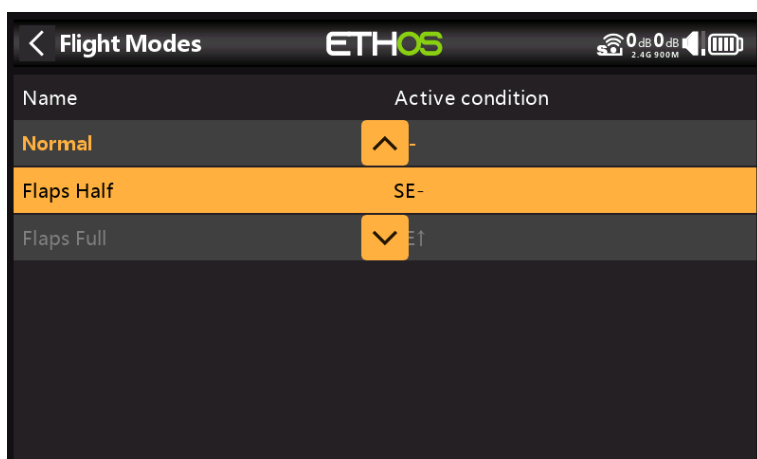 Flight Modes ETHOS 0dB 0dB
2.4G 900M
Name Active condition
Normal -
Flaps Half SE-
Flaps Full E↑